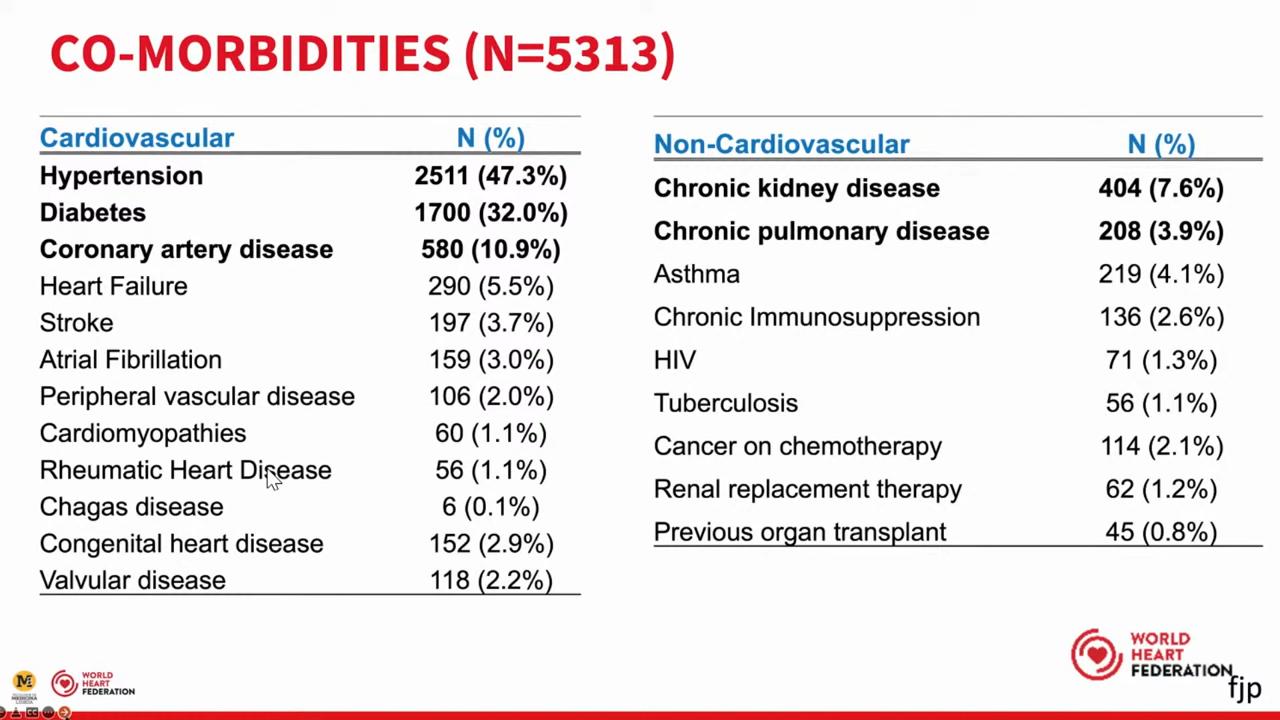 CO-MORBIDITIES (N=5313)
Cardiovascular N (%)
Hypertension 2511 (47.3%)
Diabetes 1700 (32.0%)
Coronary artery disease 580 (10.9%)
Heart Failure 290 (5.5%)
Stroke 197 (3.7%)
Atrial Fibrillation 159 (3.0%)
Peripheral vascular disease 106 (2.0%)
Cardiomyopathies 60 (1.1%)
Rheumatic Heart Disease 56 (1.1%)
Chagas disease 6 (0.1%)
Congenital heart disease 152 (2.9%)
Valvular disease 118 (2.2%)
Non-Cardiovascular N (%)
Chronic kidney disease 404 (7.6%)
Chronic pulmonary disease 208 (3.9%)
Asthma 219 (4.1%)
Chronic Immunosuppression 136 (2.6%)
HIV 71 (1.3%)
Tuberculosis 56 (1.1%)
Cancer on chemotherapy 114 (2.1%)
Renal replacement therapy 62 (1.2%)
Previous organ transplant 45 (0.8%)
M
MEDICINA
LISBOA
WORLD
HEART
FEDERATION
WORLD
HEART
FEDERATION
fjp